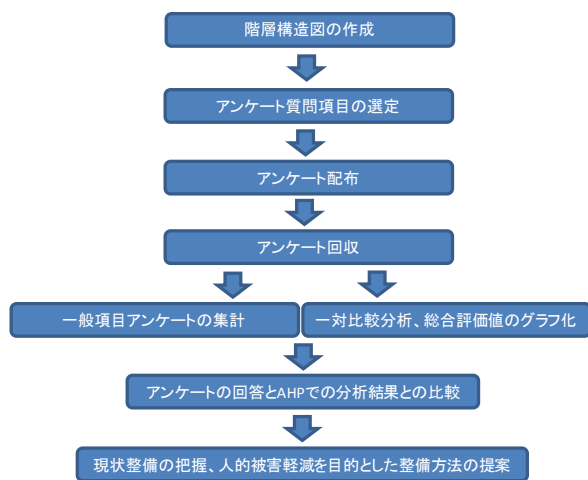 階層構造図の作成
アンケート質問項目の選定
アンケート配布
アンケート回収
一般項目アンケートの集計
一対比較分析、総合評価値のグラフ化
アンケートの回答とAHPでの分析結果との比較
現状整備の把握、人的被害軽減を目的とした整備方法の提案